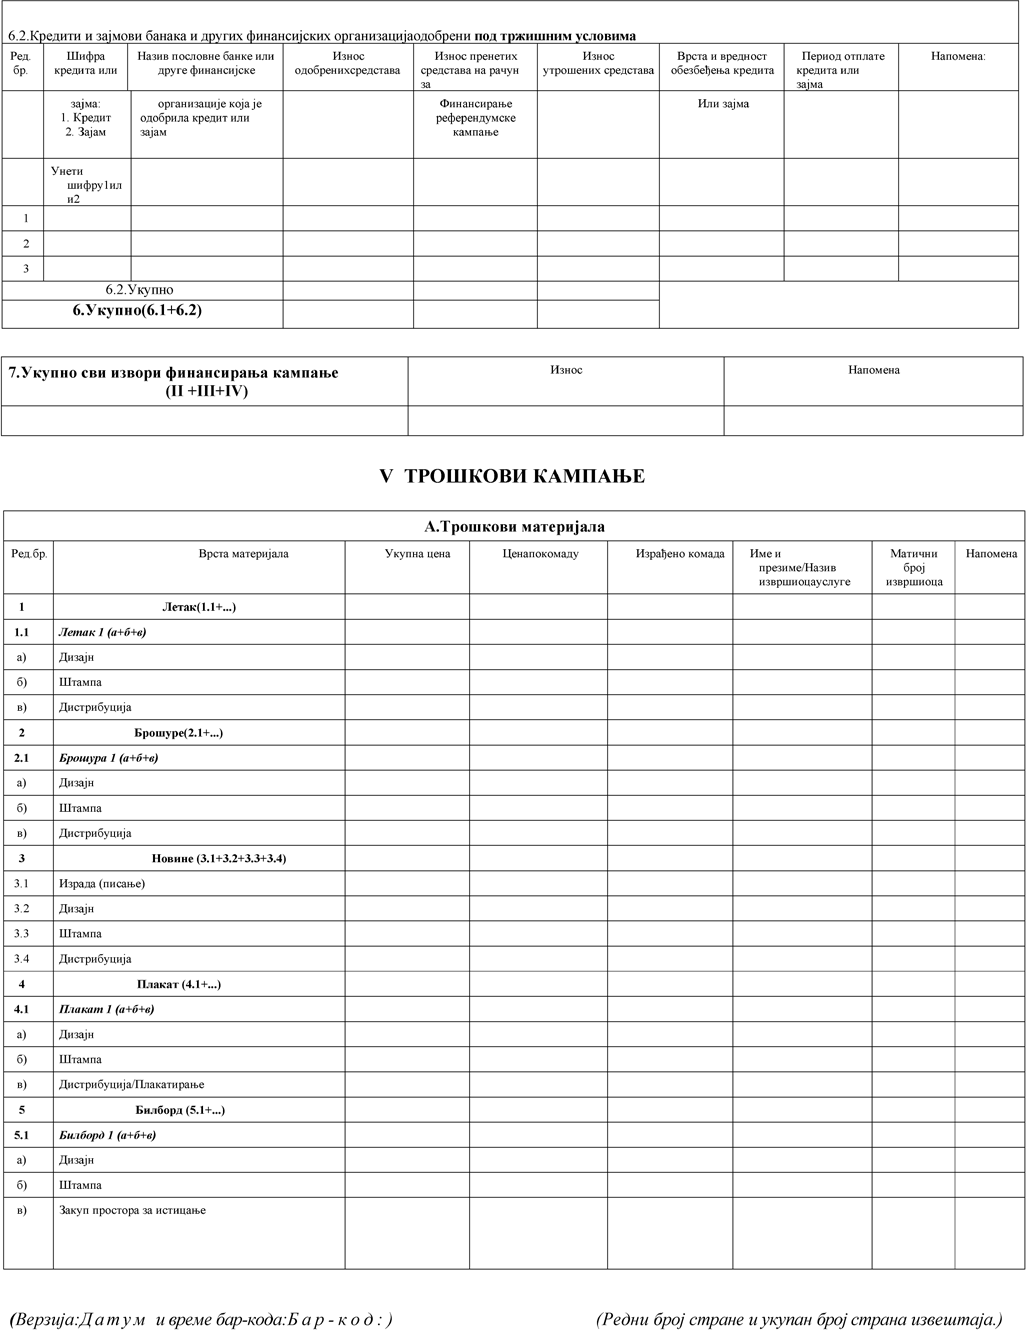 6.2.Кредити и зајмови банака и других финансијских организацијаодобрени под тржишним условима
Ред. бр.
Шифра кредита или
Назив пословне банке или друге финансијске
Износ одобренихсредстава
Износ пренетих средстава на рачун за
Износ утрошених средстава
Врста и вредност обезбеђења кредита
Период отплате кредита или зајма
Напомена:
зајма:
1. Кредит
2. Зајам
организације која је одобрила кредит или зајам
Финансирање референдумске кампање
Или зајма
Унети
шифру1ил
и2
1
2
3
6.2.Укупно
6.Укупно(6.1+6.2)
7.Укупно сви извори финансирања кампање
(II +III+IV)
Износ
Напомена
V ТРОШКОВИ КАМПАЊЕ
А.Трошкови материјала
Ред.бр.
Врста материјала
Укупна цена
Ценапокомаду
Израђено комада
Име и
презиме/Назив
извршиоцауслуге
Матични
број
извршиоца
Напомена
1 Летак(1.1+...)
1.1 Летак 1 (а+б+в)
а) Дизајн
б) Штампа
в) Дистрибуција
2 Брошуре(2.1+...)
2.1 Брошура 1 (а+б+в)
а) Дизајн
б) Штампа
в) Дистрибуција
3 Новине (3.1+3.2+3.3+3.4)
3.1 Израда (писање)
3.2 Дизајн
3.3 Штампа
3.4 Дистрибуција
4 Плакат (4.1+...)
4.1 Плакат 1 (а+б+в)
а) Дизајн
б) Штампа
в) Дистрибуција/Плакатирање
5 Билборд (5.1+...)
5.1 Билборд 1 (а+б+в)
а) Дизајн
б) Штампа
в) Закуп простора за истицање
(Верзија:Датум и време бар-кода:Бар-код:) (Редни број стране и укупан број страна извештаја.)